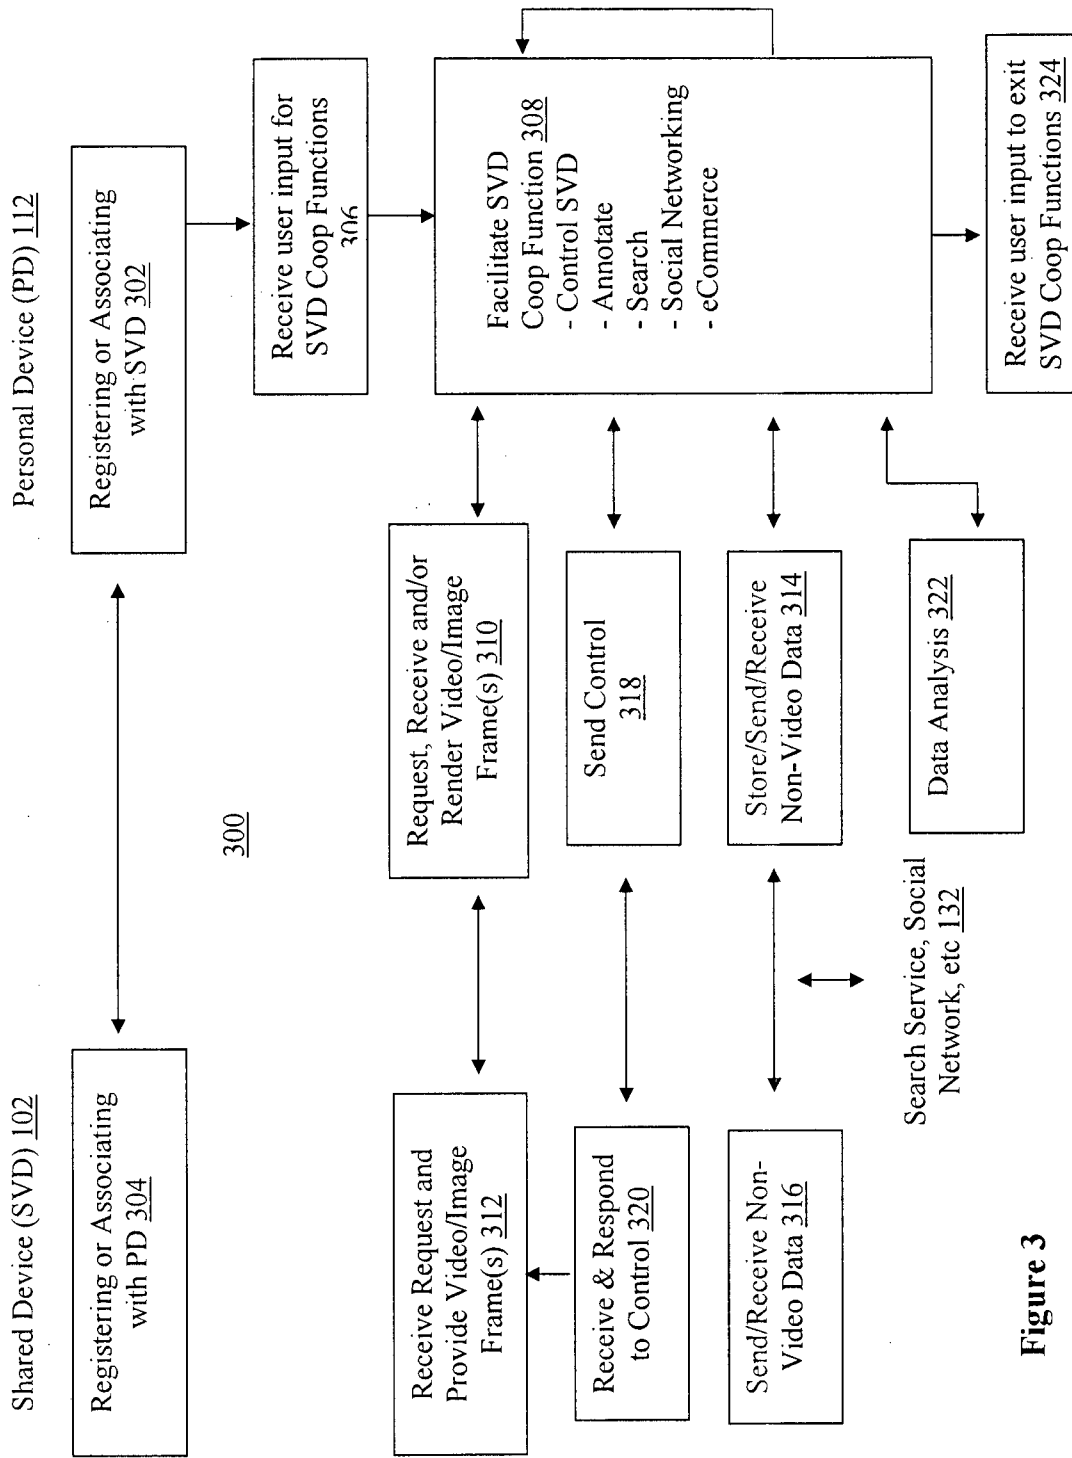 Shared Device (SVD) 102
Personal Device (PD) 112
Registering or Associating
with PD 304
Registering or Associating
with SVD 302
300
Receive user input for
SVD Coop Functions
306
Receive Request and
Provide Video/Image
Frame(s) 312
Request, Receive and/or
Render Video/Image
Frame(s) 310
Facilitate SVD
Coop Function 308
- Control SVD
- Annotate
- Search
- Social Networking
- eCommerce
Receive & Respond
to Control 320
Send Control
318
Send/Receive Non-
Video Data 316
Store/Send/Receive
Non-Video Data 314
Search Service, Social
Network, etc 132
Data Analysis 322
Receive user input to exit
SVD Coop Functions 324
Figure 3